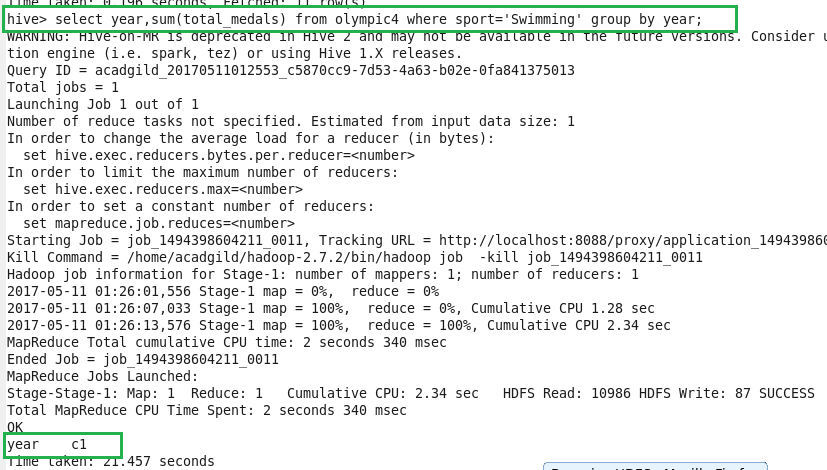 Time taken: 0.196 seconds, Fetched: 11 row(s)
hive> select year,sum(total_medals) from olympic4 where sport='Swimming' group by year;
WARNING: Hive-on-MR is deprecated in Hive 2 and may not be available in the future versions. Consider u
tion engine (i.e. spark, tez) or using Hive 1.X releases.
Query ID = acadgild_20170511012553_c5870cc9-7d53-4a63-b02e-0fa841375013
Total jobs = 1
Launching Job 1 out of 1
Number of reduce tasks not specified. Estimated from input data size: 1
In order to change the average load for a reducer (in bytes):
  set hive.exec.reducers.bytes.per.reducer=<number>
In order to limit the maximum number of reducers:
  set hive.exec.reducers.max=<number>
In order to set a constant number of reducers:
  set mapreduce.job.reduces=<number>
Starting Job = job_1494398604211_0011, Tracking URL = http://localhost:8088/proxy/application_149439860
Kill Command = /home/acadgild/hadoop-2.7.2/bin/hadoop job  -kill job_1494398604211_0011
Hadoop job information for Stage-1: number of mappers: 1; number of reducers: 1
2017-05-11 01:26:01,556 Stage-1 map = 0%,  reduce = 0%
2017-05-11 01:26:07,033 Stage-1 map = 100%,  reduce = 0%, Cumulative CPU 1.28 sec
2017-05-11 01:26:13,576 Stage-1 map = 100%,  reduce = 100%, Cumulative CPU 2.34 sec
MapReduce Total cumulative CPU time: 2 seconds 340 msec
Ended Job = job_1494398604211_0011
MapReduce Jobs Launched:
Stage-Stage-1: Map: 1  Reduce: 1   Cumulative CPU: 2.34 sec   HDFS Read: 10986 HDFS Write: 87 SUCCESS
Total MapReduce CPU Time Spent: 2 seconds 340 msec
OK
year    c1
Time taken: 21.457 seconds